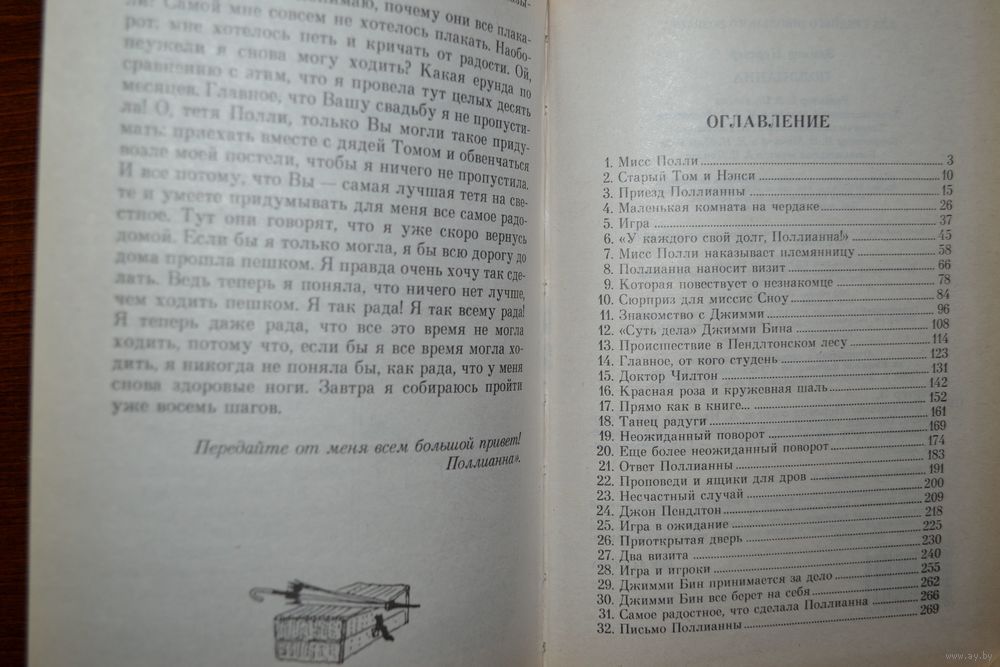 понимаю, почему они все плака-
ли? Самой мне совсем не хотелось плакать. Наобо-
рот, мне хотелось петь и кричать от радости. Ой,
неужели я снова могу ходить? Какая ерунда по
сравнению с этим, что я провела тут целых десять
месяцев. Главное, что Вашу свадьбу я не пропусти-
ла! О, тетя Полли, только Вы могли такое приду-
мать: приехать вместе с дядей Томом и обвенчаться
возле моей постели, чтобы я ничего не пропустила.
И все потому, что Вы — самая лучшая тетя на све-
те и умеете придумывать для меня все самое радо-
стное. Тут они говорят, что я уже скоро вернусь
домой. Если бы я только могла, я бы всю дорогу до
дома прошла пешком. Я правда очень хочу так сде-
лать. Ведь теперь я поняла, что ничего нет лучше,
чем ходить пешком. Я так рада! Я так всему рада!
Я теперь даже рада, что все это время не могла
ходить, потому что, если бы я все время могла хо-
дить, я никогда не поняла бы, как рада, что у меня
снова здоровые ноги. Завтра я собираюсь пройти
уже восемь шагов.
Передайте от меня всем большой привет!
Поллианна».
ОГЛАВЛЕНИЕ
1. Мисс Полли 3
2. Старый Том и Нэнси 10
3. Приезд Поллианны 15
4. Маленькая комната на чердаке 26
5. Игра 37
6. «У каждого свой долг, Поллианна!» 45
7. Мисс Полли наказывает племянницу 58
8. Поллианна наносит визит 66
9. Которая повествует о незнакомце 78
10. Сюрприз для миссис Сноу 84
11. Знакомство с Джимми 96
12. «Суть дела» Джимми Бина 108
13. Происшествие в Пендлтонском лесу 114
14. Главное, от кого студень 123
15. Доктор Чилтон 131
16. Красная роза и кружевная шаль 142
17. Прямо как в книге... 152
18. Танец радуги 161
19. Неожиданный поворот 169
20. Еще более неожиданный поворот 174
21. Ответ Поллианны 183
22. Проповеди и ящики для дров 191
23. Несчастный случай 200
24. Джон Пендлтон 209
25. Игра в ожидание 218
26. Приоткрытая дверь 225
27. Два визита 230
28. Игра и игроки 240
29. Джимми Бин принимается за дело 255
30. Джимми Бин все берет на себя 262
31. Самое радостное, что сделала Поллианна 266
32. Письмо Поллианны 269
www.ay.by